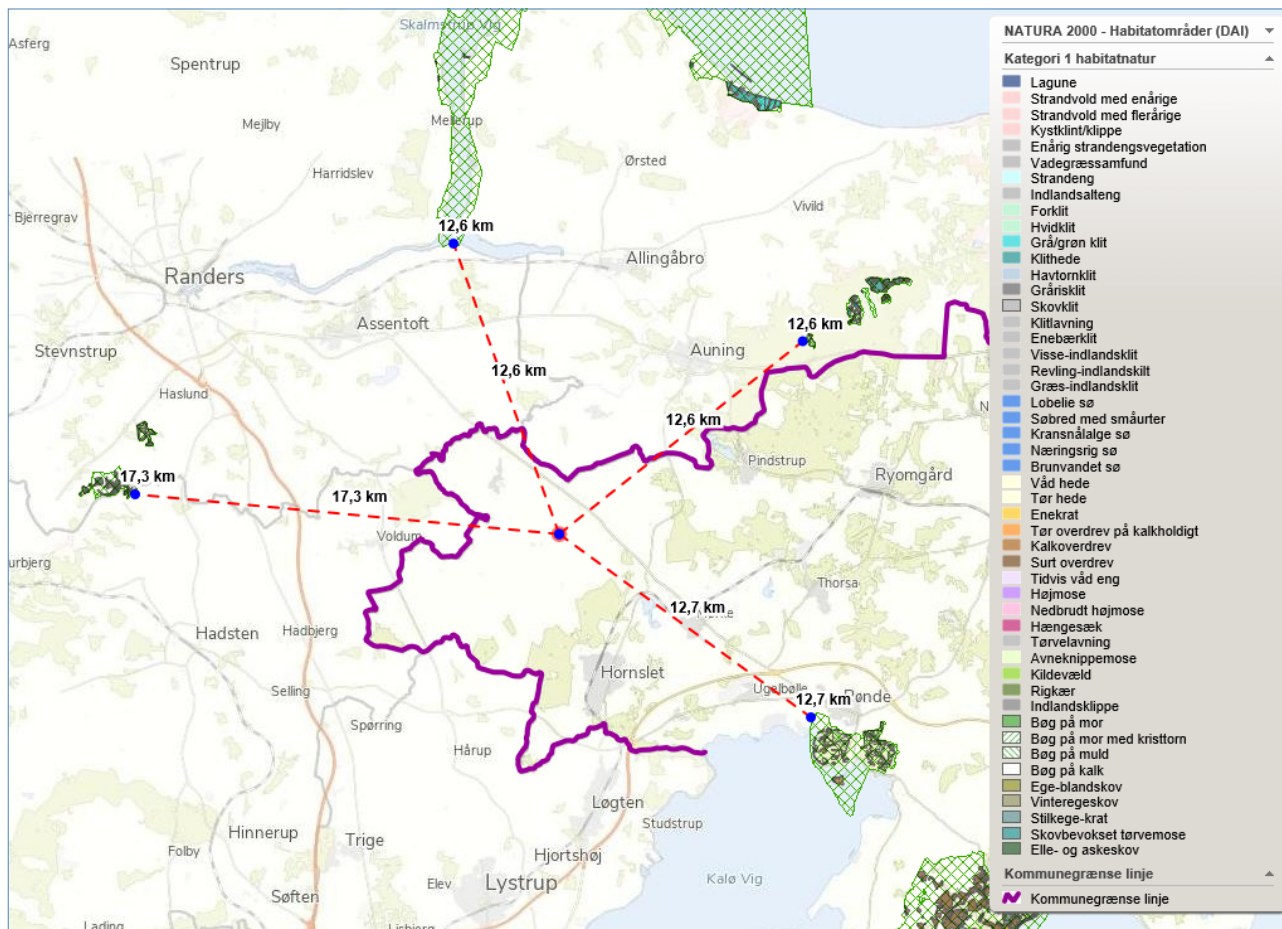 Skalmstrup Vig
Asferg
Spentrup
Mejlby
Mellerup
Ørsted
Harridslev
Vivild
Bjerregrav
12,6 km
Allingåbro
Randers
Assentoft
12,6 km
Stevnstrup
Auning
12,6 km
Haslund
12,6 km
Pindstrup
Ryomgård
17,3 km
17,3 km
Voldum
urbjerg
Thorsa
12,7 km
Hadsten
Hadbjerg
Hornslet
Selling
Ugelbølle
12,7 km
Rønde
Spørring
Hårup
Løgten
Studstrup
Hinnerup
Folby
Trige
Hjortshøj
Kalø Vig
Elev
Lystrup
Søften
Lading
Lisbjerg
NATURA 2000 - Habitatområder (DAI)
Kategori 1 habitatnatur
Lagune
Strandvold med enårige
Strandvold med flerårige
Kystklint/klippe
Enårig strandengsvegetation
Vadegræssamfund
Strandeng
Indlandsalteng
Forklit
Hvidklit
Grå/grøn klit
Klithede
Havtornklit
Grårisklit
Skovklit
Klitlavning
Enebærklit
Visse-indlandsklit
Revling-indlandskilt
Græs-indlandsklit
Lobelie sø
Søbred med småurter
Kransnålalge sø
Næringsrig sø
Brunvandet sø
Våd hede
Tør hede
Enekrat
Tør overdrev på kalkholdigt
Kalkoverdrev
Surt overdrev
Tidvis våd eng
Højmose
Nedbrudt højmose
Hængesæk
Tørvelavning
Avneknippemose
Kildevæld
Rigkær
Indlandsklippe
Bøg på mor
Bøg på mor med kristtorn
Bøg på muld
Bøg på kalk
Ege-blandskov
Vinteregeskov
Stilkege-krat
Skovbevokset tørvemose
Elle- og askeskov
Kommunegrænse linje
Kommunegrænse linje